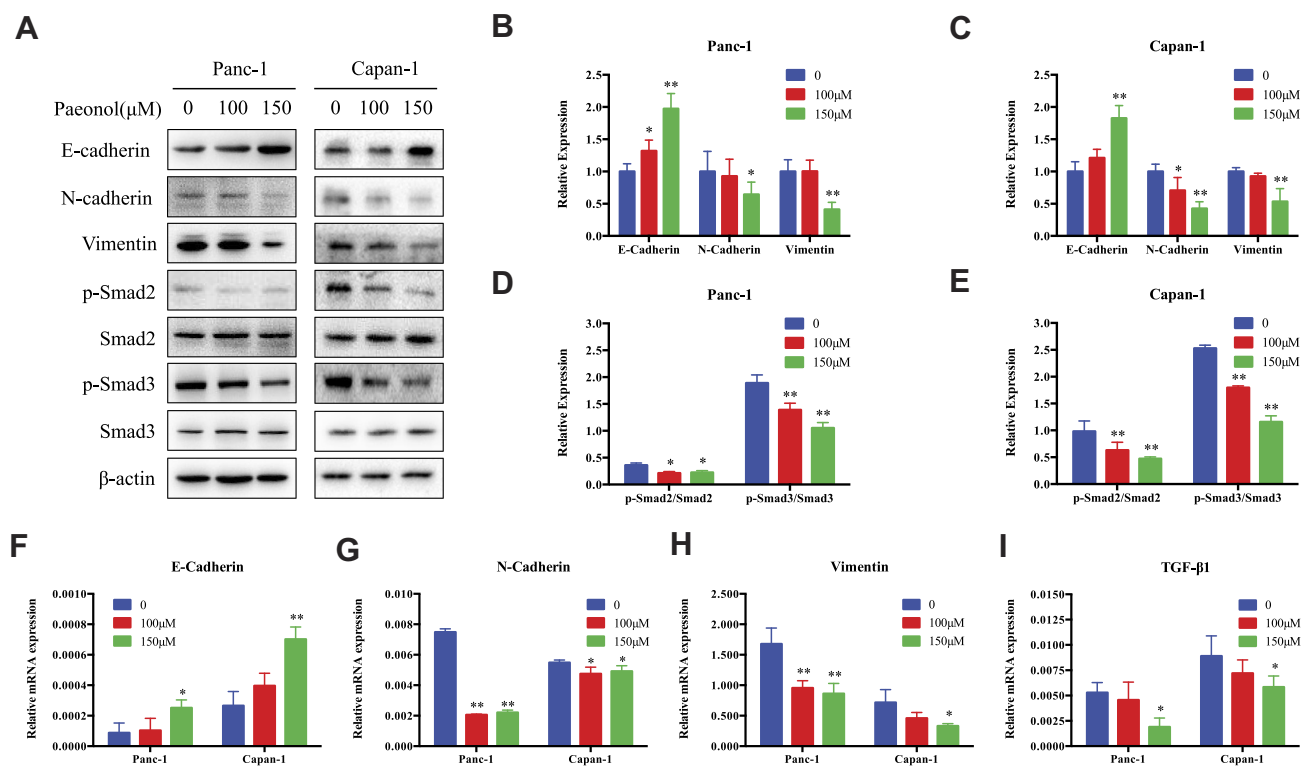 A
Panc-1 Capan-1
Paeonol(μM) 0 100 150 0 100 150
E-cadherin
N-cadherin
Vimentin
p-Smad2
Smad2
p-Smad3
Smad3
β-actin
B
Panc-1
Relative Expression
2.5
2.0
1.5
1.0
0.5
0.0
0
100μM
150μM
* ** * **
E-Cadherin N-Cadherin Vimentin
C
Capan-1
Relative Expression
2.5
2.0
1.5
1.0
0.5
0.0
0
100μM
150μM
** * ** **
E-Cadherin N-Cadherin Vimentin
D
Panc-1
Relative Expression
3.0
2.5
2.0
1.5
1.0
0.5
0.0
0
100μM
150μM
* * ** **
p-Smad2/Smad2 p-Smad3/Smad3
E
Capan-1
Relative Expression
3.0
2.5
2.0
1.5
1.0
0.5
0.0
0
100μM
150μM
** ** ** **
p-Smad2/Smad2 p-Smad3/Smad3
F
E-Cadherin
Relative mRNA expression
0.0010
0.0008
0.0006
0.0004
0.0002
0.0000
0
100μM
150μM
* **
Panc-1 Capan-1
G
N-Cadherin
Relative mRNA expression
0.010
0.008
0.006
0.004
0.002
0.000
0
100μM
150μM
** ** * *
Panc-1 Capan-1
H
Vimentin
Relative mRNA expression
2.500
2.000
1.500
1.000
0.500
0.000
0
100μM
150μM
** ** *
Panc-1 Capan-1
I
TGF-β1
Relative mRNA expression
0.0150
0.0125
0.0100
0.0075
0.0050
0.0025
0.0000
0
100μM
150μM
* *
Panc-1 Capan-1